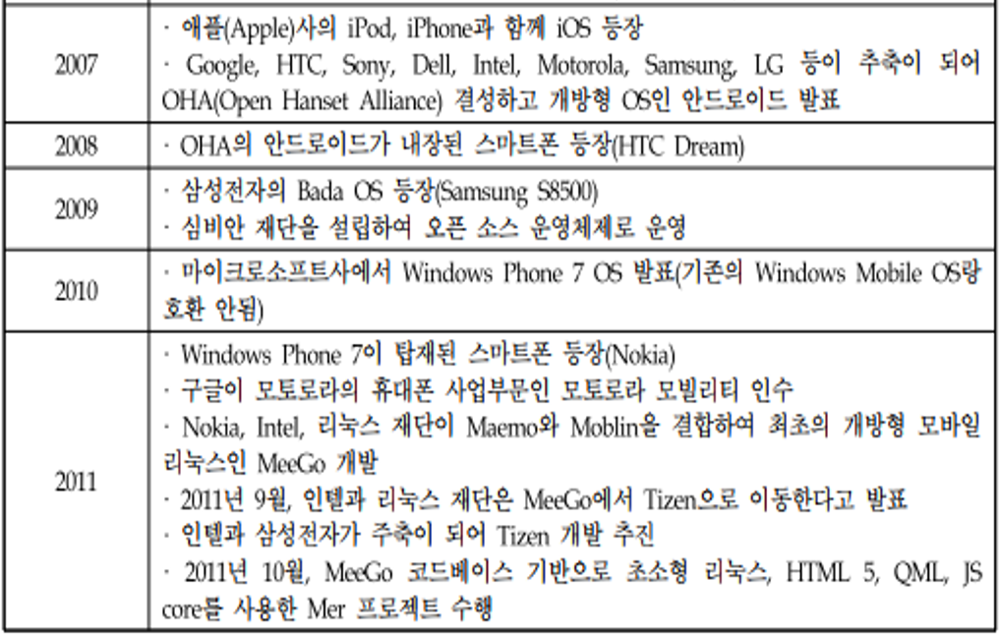 2007
· 애플(Apple)사의 iPod, iPhone과 함께 iOS 등장
· Google, HTC, Sony, Dell, Intel, Motorola, Samsung, LG 등이 추축이 되어
OHA(Open Hanset Alliance) 결성하고 개방형 OS인 안드로이드 발표
2008
· OHA의 안드로이드가 내장된 스마트폰 등장(HTC Dream)
2009
· 삼성전자의 Bada OS 등장(Samsung S8500)
· 심비안 재단을 설립하여 오픈 소스 운영체제로 운영
2010
· 마이크로소프트사에서 Windows Phone 7 OS 발표(기존의 Windows Mobile OS랑
호환 안됨)
2011
· Windows Phone 7이 탑재된 스마트폰 등장(Nokia)
· 구글이 모토로라의 휴대폰 사업부문인 모토로라 모빌리티 인수
· Nokia, Intel, 리눅스 재단이 Maemo와 Moblin을 결합하여 최초의 개방형 모바일
리눅스인 MeeGo 개발
· 2011년 9월, 인텔과 리눅스 재단은 MeeGo에서 Tizen으로 이동한다고 발표
· 인텔과 삼성전자가 주축이 되어 Tizen 개발 추진
· 2011년 10월, MeeGo 코드베이스 기반으로 초소형 리눅스, HTML 5, QML, JS
core를 사용한 Mer 프로젝트 수행